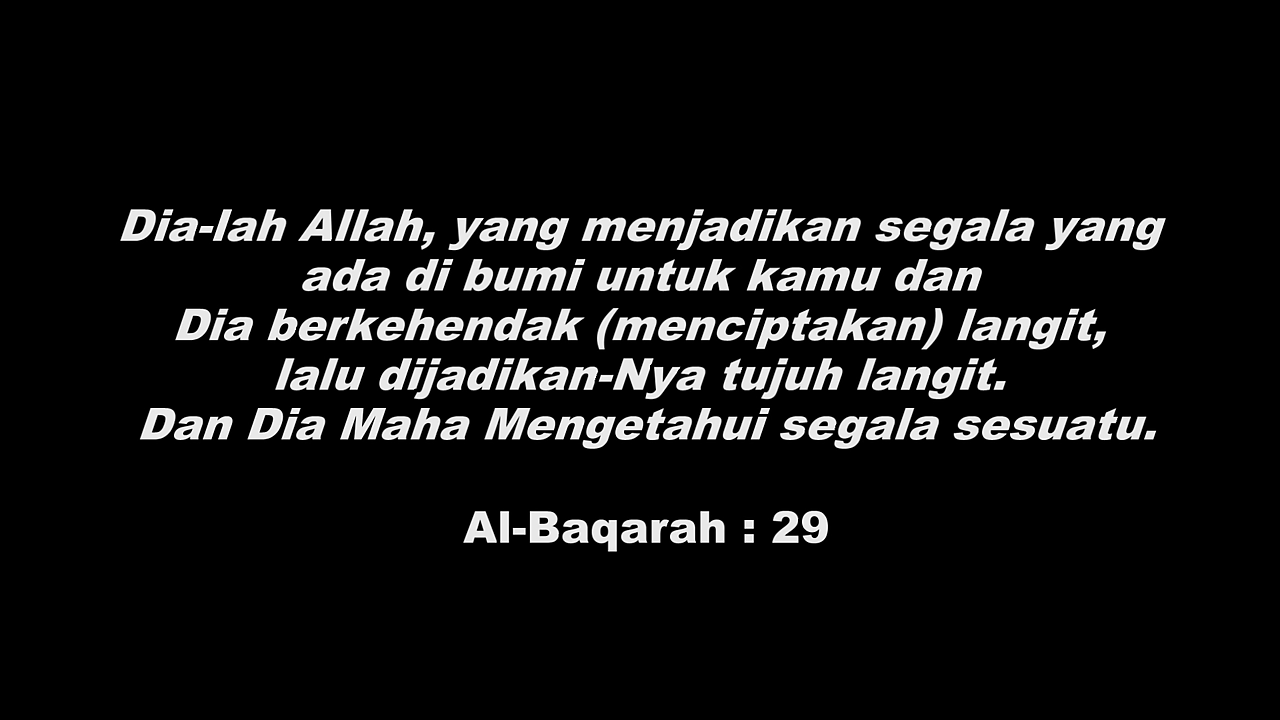 Dia-lah Allah, yang menjadikan segala yang
ada di bumi untuk kamu dan
Dia berkehendak (menciptakan) langit,
lalu dijadikan-Nya tujuh langit.
Dan Dia Maha Mengetahui segala sesuatu.
Al-Baqarah : 29